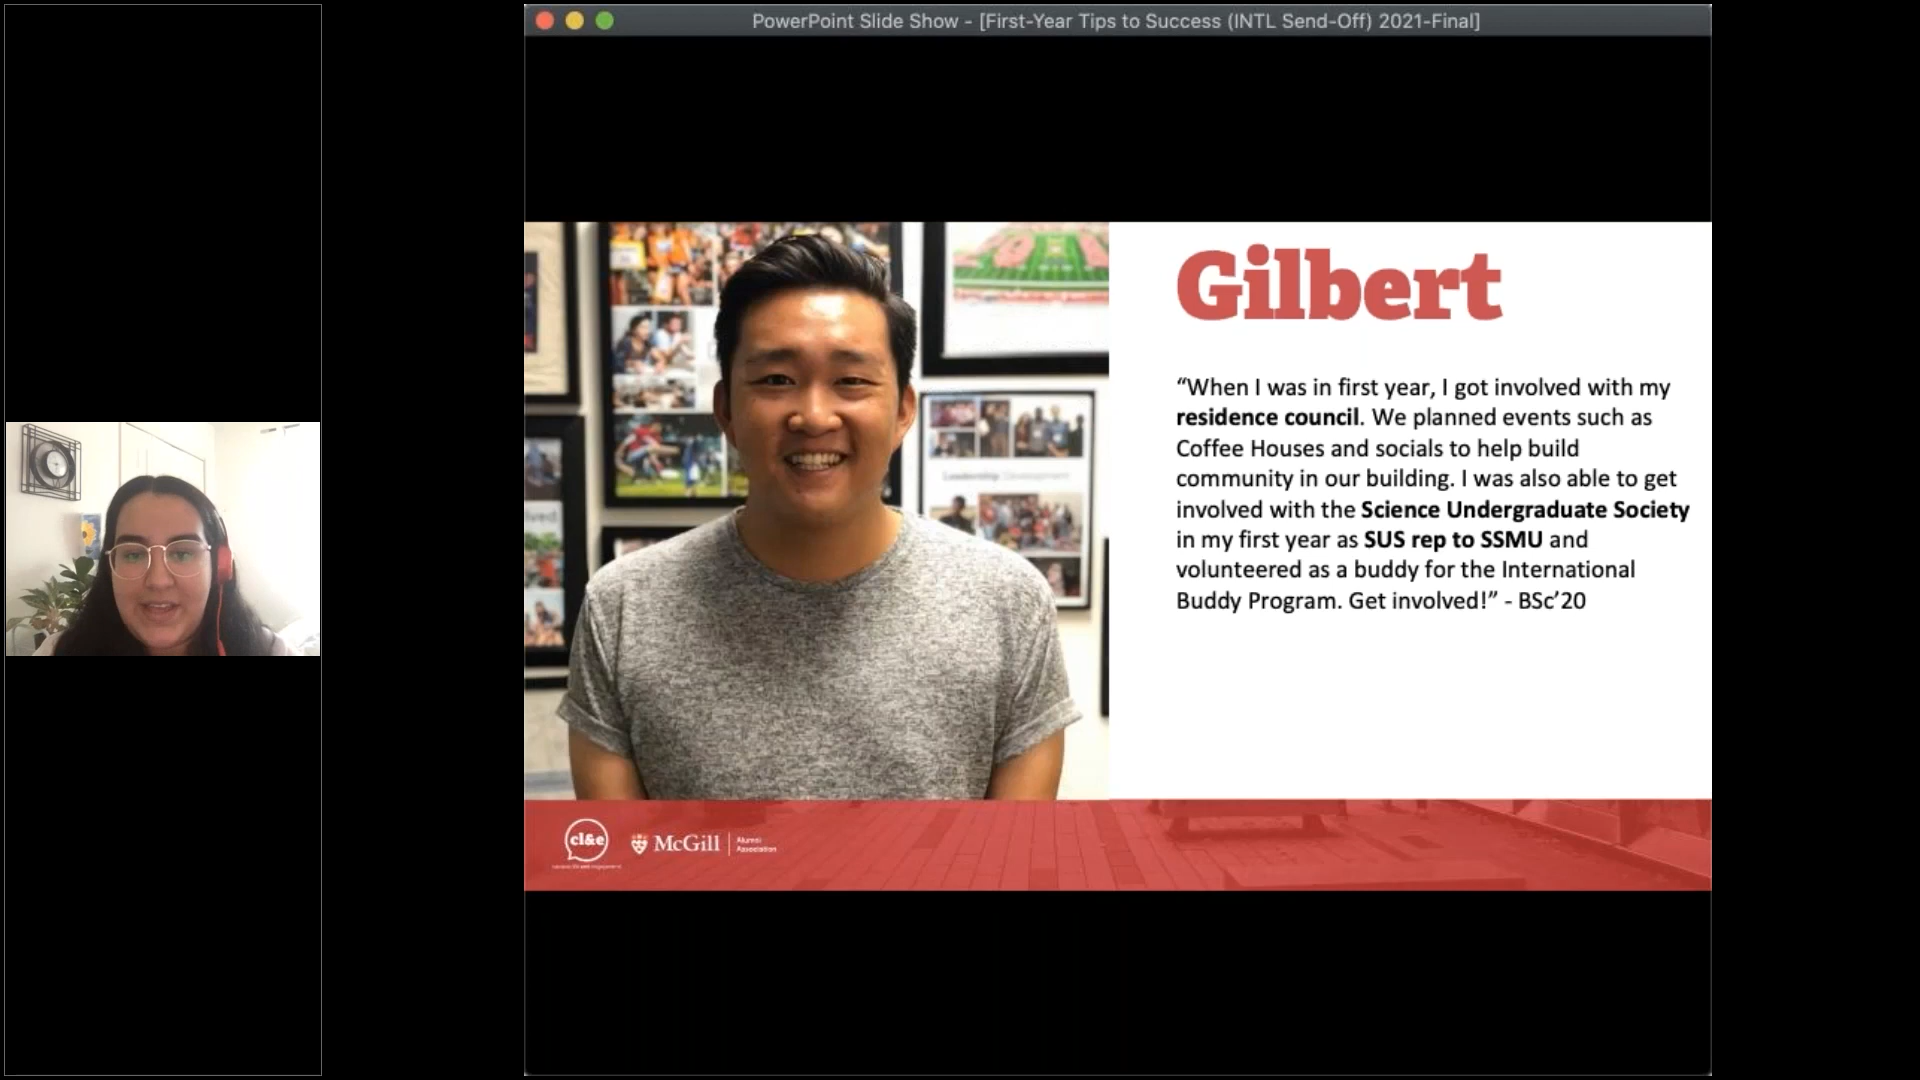 PowerPoint Slide Show - [First-Year Tips to Success (INTL Send-Off) 2021-Final]
Gilbert
“When I was in first year, I got involved with my
residence council. We planned events such as
Coffee Houses and socials to help build
community in our building. I was also able to get
involved with the Science Undergraduate Society
in my first year as SUS rep to SSMU and
volunteered as a buddy for the International
Buddy Program. Get involved!” - BSc’20
Leadership Development
cl&e
McGill
Alumni
Association